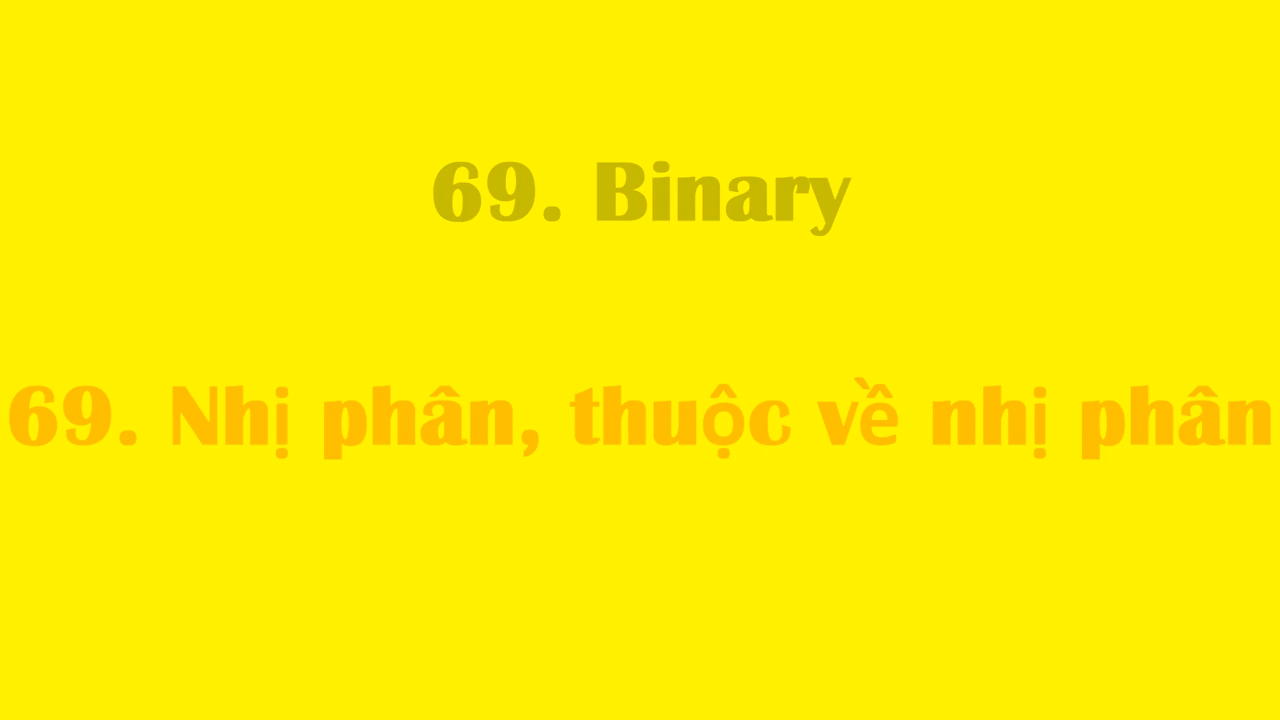 69. Binary
69. Nhị phân, thuộc về nhị phân